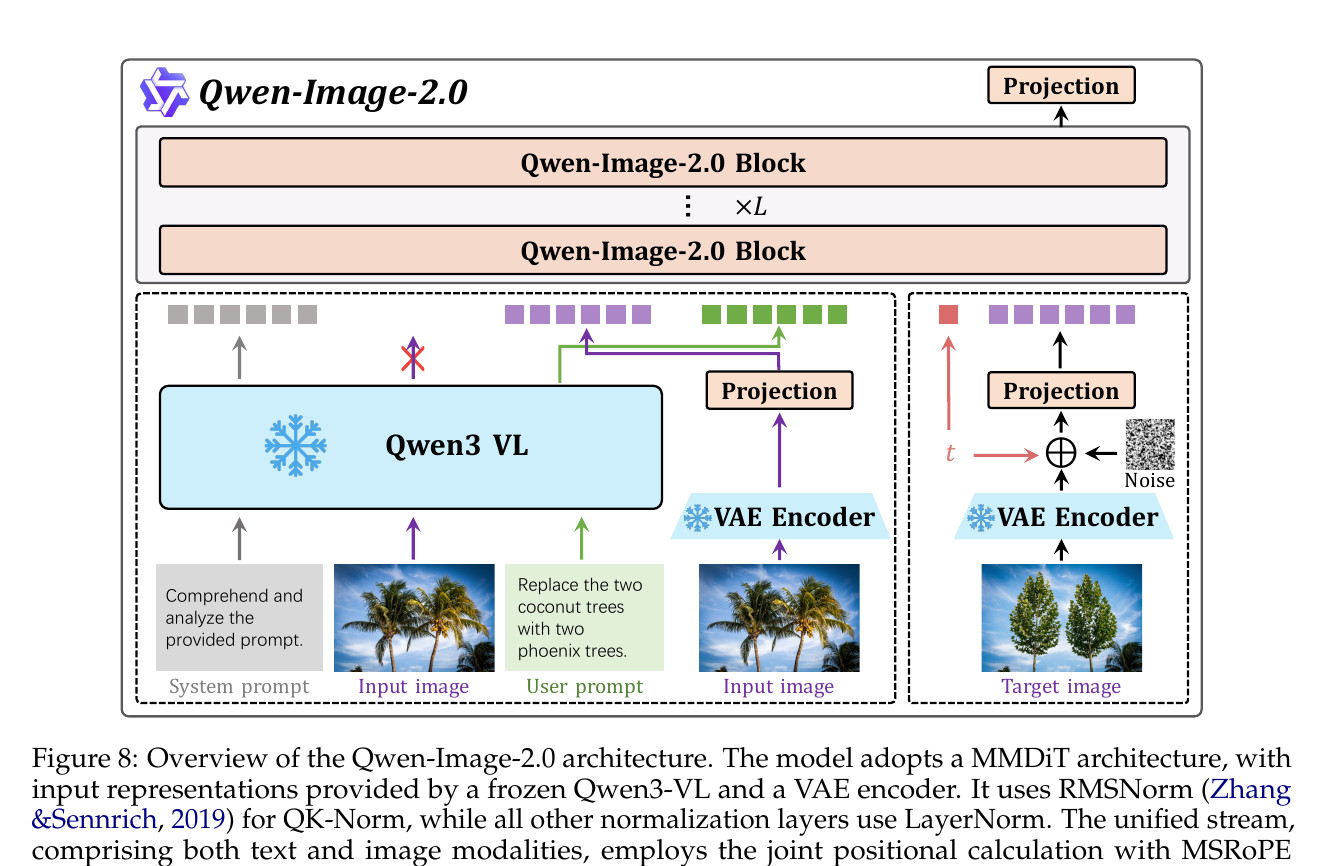 Qwen-Image-2.0
Projection
Qwen-Image-2.0 Block
⋮ ×L
Qwen-Image-2.0 Block
Qwen3 VL
Projection
Projection
t
Noise
VAE Encoder
VAE Encoder
Comprehend and
analyze the
provided prompt.
Replace the two
coconut trees
with two
phoenix trees.
System prompt
Input image
User prompt
Input image
Target image
Figure 8: Overview of the Qwen-Image-2.0 architecture. The model adopts a MMDiT architecture, with
input representations provided by a frozen Qwen3-VL and a VAE encoder. It uses RMSNorm (Zhang
&Sennrich, 2019) for QK-Norm, while all other normalization layers use LayerNorm. The unified stream,
comprising both text and image modalities, employs the joint positional calculation with MSRoPE